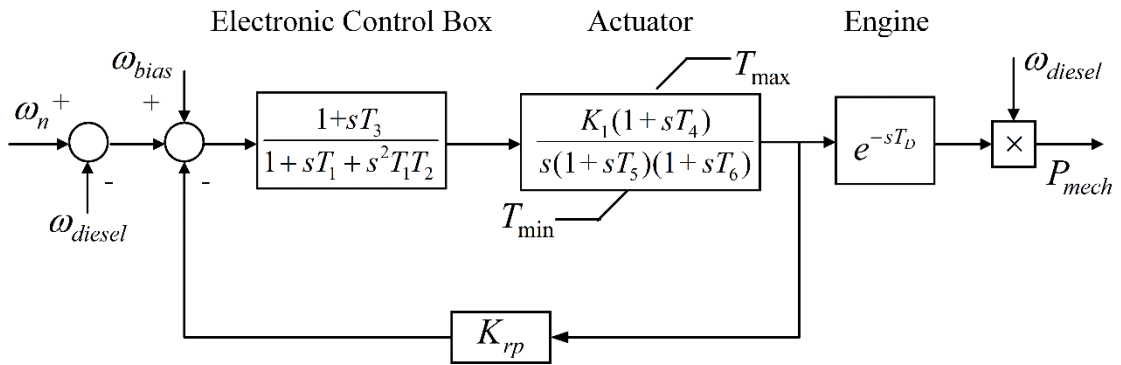 Electronic Control Box Actuator Engine
ω_bias T_max ω_diesel
ω_n + - +
1+sT_3
1+sT_1+s^2T_1T_2
K_1(1+sT_4)
s(1+sT_5)(1+sT_6)
e^{-sT_D}
×
- -
P_mech
T_min
ω_diesel
K_rp